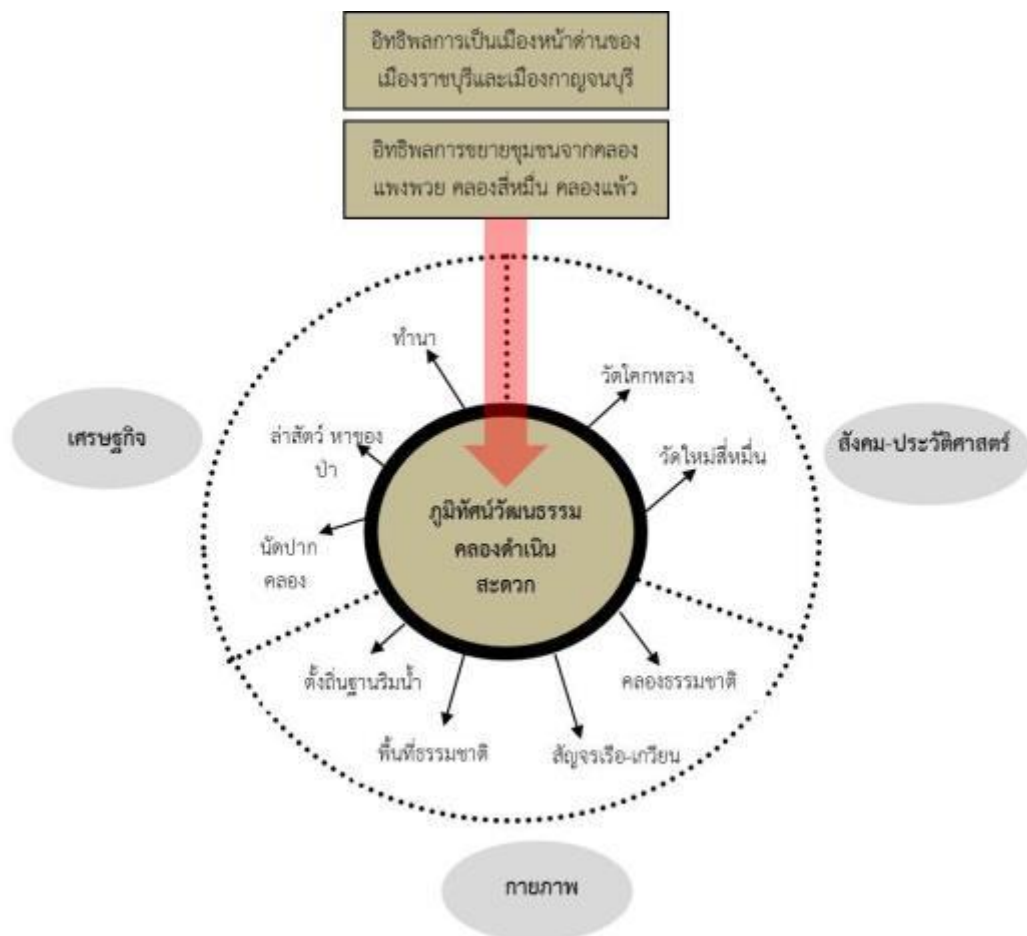 อิทธิพลการเป็นเมืองหน้าด่านของ
เมืองราชบุรีและเมืองกาญจนบุรี
อิทธิพลการขยายชุมชนจากคลอง
แพงพวย คลองสี่หมื่น คลองแพ้ว
ทำนา
วัดโคกหลวง
เศรษฐกิจ
ล่าสัตว์ หาของ
ป่า
วัดใหม่สี่หมื่น
สังคม-ประวัติศาสตร์
ภูมิทัศน์วัฒนธรรม
คลองดำเนิน
สะดวก
นัดปาก
คลอง
ตั้งถิ่นฐานริมน้ำ
คลองธรรมชาติ
พื้นที่ธรรมชาติ
สัญจรเรือ-เกวียน
กายภาพ